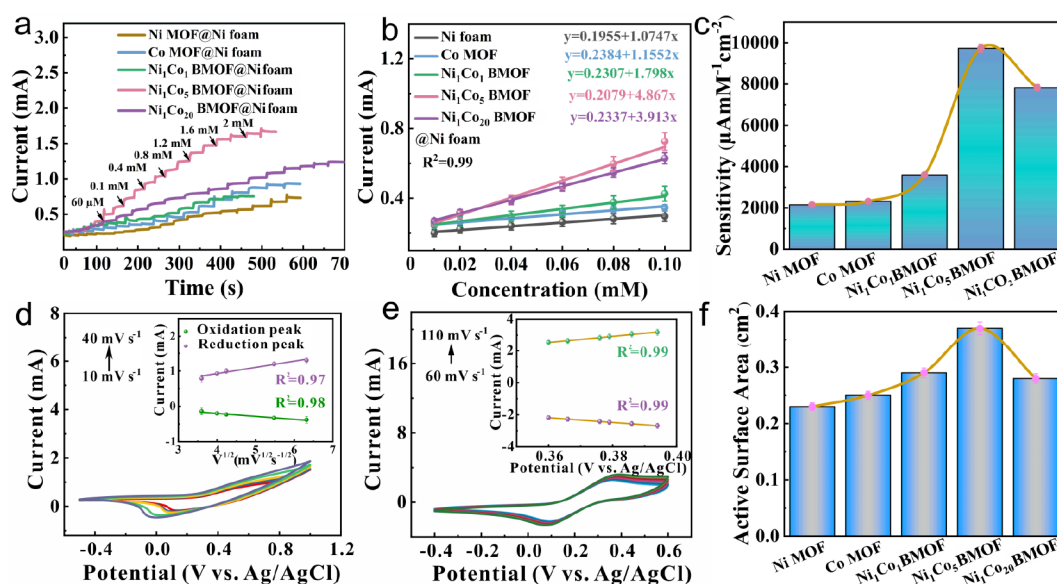 a
Ni MOF@Ni foam
Co MOF@Ni foam
Ni₁Co₁ BMOF@Nifoam
Ni₁Co₅ BMOF@Nifoam
Ni₁Co₂₀ BMOF@Nifoam
60 μM
0.1 mM
0.4 mM
0.8 mM
1.2 mM
1.6 mM
2 mM
3.0
2.5
2.0
1.5
1.0
0.5
Current (mA)
0 100 200 300 400 500 600 700
Time (s)
b
Ni foam y=0.1955+1.0747x
Co MOF y=0.2384+1.1552x
Ni₁Co₁ BMOF y=0.2307+1.798x
Ni₁Co₅ BMOF y=0.2079+4.867x
Ni₁Co₂₀ BMOF y=0.2337+3.913x
@Ni foam
R²=0.99
1.2
0.8
0.4
0.0
Current (mA)
0.02 0.04 0.06 0.08 0.10
Concentration (mM)
c
10000
8000
6000
4000
2000
0
Sensitivity (μAmM⁻¹cm⁻²)
Ni MOF
Co MOF
Ni₁Co₁BMOF
Ni₁Co₅BMOF
d
40 mV s⁻¹
10 mV s⁻¹
Oxidation peak
Reduction peak
R²=0.97
R²=0.98
2
1
0
-1
Current (mA)
3 4 5 6 7
V¹/²(mV¹/²s⁻¹/²)
6
4
2
0
Current (mA)
-0.4 0.0 0.4 0.8 1.2
Potential (V vs. Ag/AgCl)
e
110 mV s⁻¹
60 mV s⁻¹
R²=0.99
R²=0.99
4
0
-4
Current (mA)
0.36 0.38 0.40
Potential (V vs. Ag/AgCl)
18
12
6
0
Current (mA)
-0.4 -0.2 0.0 0.2 0.4 0.6
Potential (V vs. Ag/AgCl)
f
0.4
0.3
0.2
0.1
0.0
Active Surface Area (cm²)
Ni MOF
Co MOF
Ni₁Co₁BMOF
Ni₁Co₅BMOF
Ni₁Co₂₀BMOF